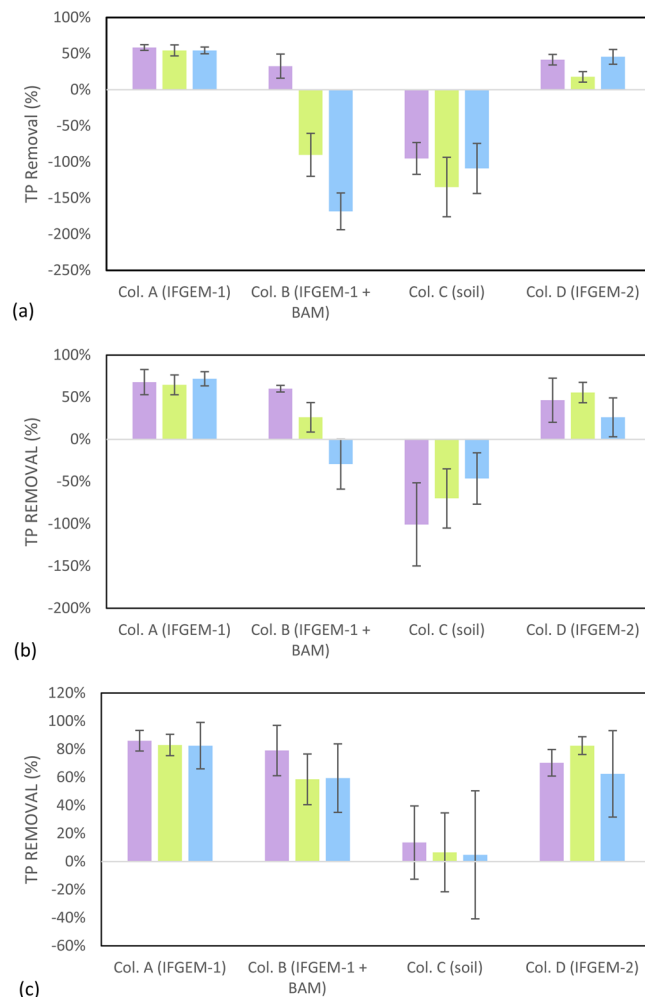 100%
50%
0%
-50%
-100%
-150%
-200%
-250%
TP Removal (%)
Col. A (IFGEM-1)
Col. B (IFGEM-1 +
BAM)
Col. C (soil)
Col. D (IFGEM-2)
(a)
100%
50%
0%
-50%
-100%
-150%
-200%
TP REMOVAL (%)
Col. A (IFGEM-1)
Col. B (IFGEM-1 +
BAM)
Col. C (soil)
Col. D (IFGEM-2)
(b)
120%
100%
80%
60%
40%
20%
0%
-20%
-40%
-60%
TP REMOVAL (%)
Col. A (IFGEM-1)
Col. B (IFGEM-1 +
BAM)
Col. C (soil)
Col. D (IFGEM-2)
(c)